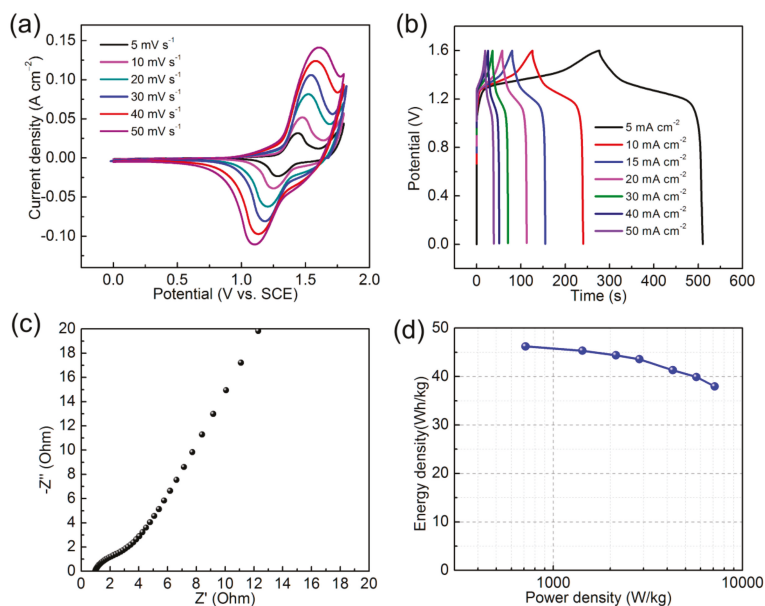 (a)
5 mV s⁻¹
10 mV s⁻¹
20 mV s⁻¹
30 mV s⁻¹
40 mV s⁻¹
50 mV s⁻¹
Current density (A cm⁻²)
0.15
0.10
0.05
0.00
-0.05
-0.10
0.0 0.5 1.0 1.5 2.0
Potential (V vs. SCE)
(b)
Potential (V)
1.6
1.2
0.8
0.4
0.0
5 mA cm⁻²
10 mA cm⁻²
15 mA cm⁻²
20 mA cm⁻²
30 mA cm⁻²
40 mA cm⁻²
50 mA cm⁻²
0 100 200 300 400 500 600
Time (s)
(c)
-Z'' (Ohm)
20
18
16
14
12
10
8
6
4
2
0
0 2 4 6 8 10 12 14 16 18 20
Z' (Ohm)
(d)
Energy density(Wh/kg)
50
40
30
20
10
0
1000 10000
Power density (W/kg)